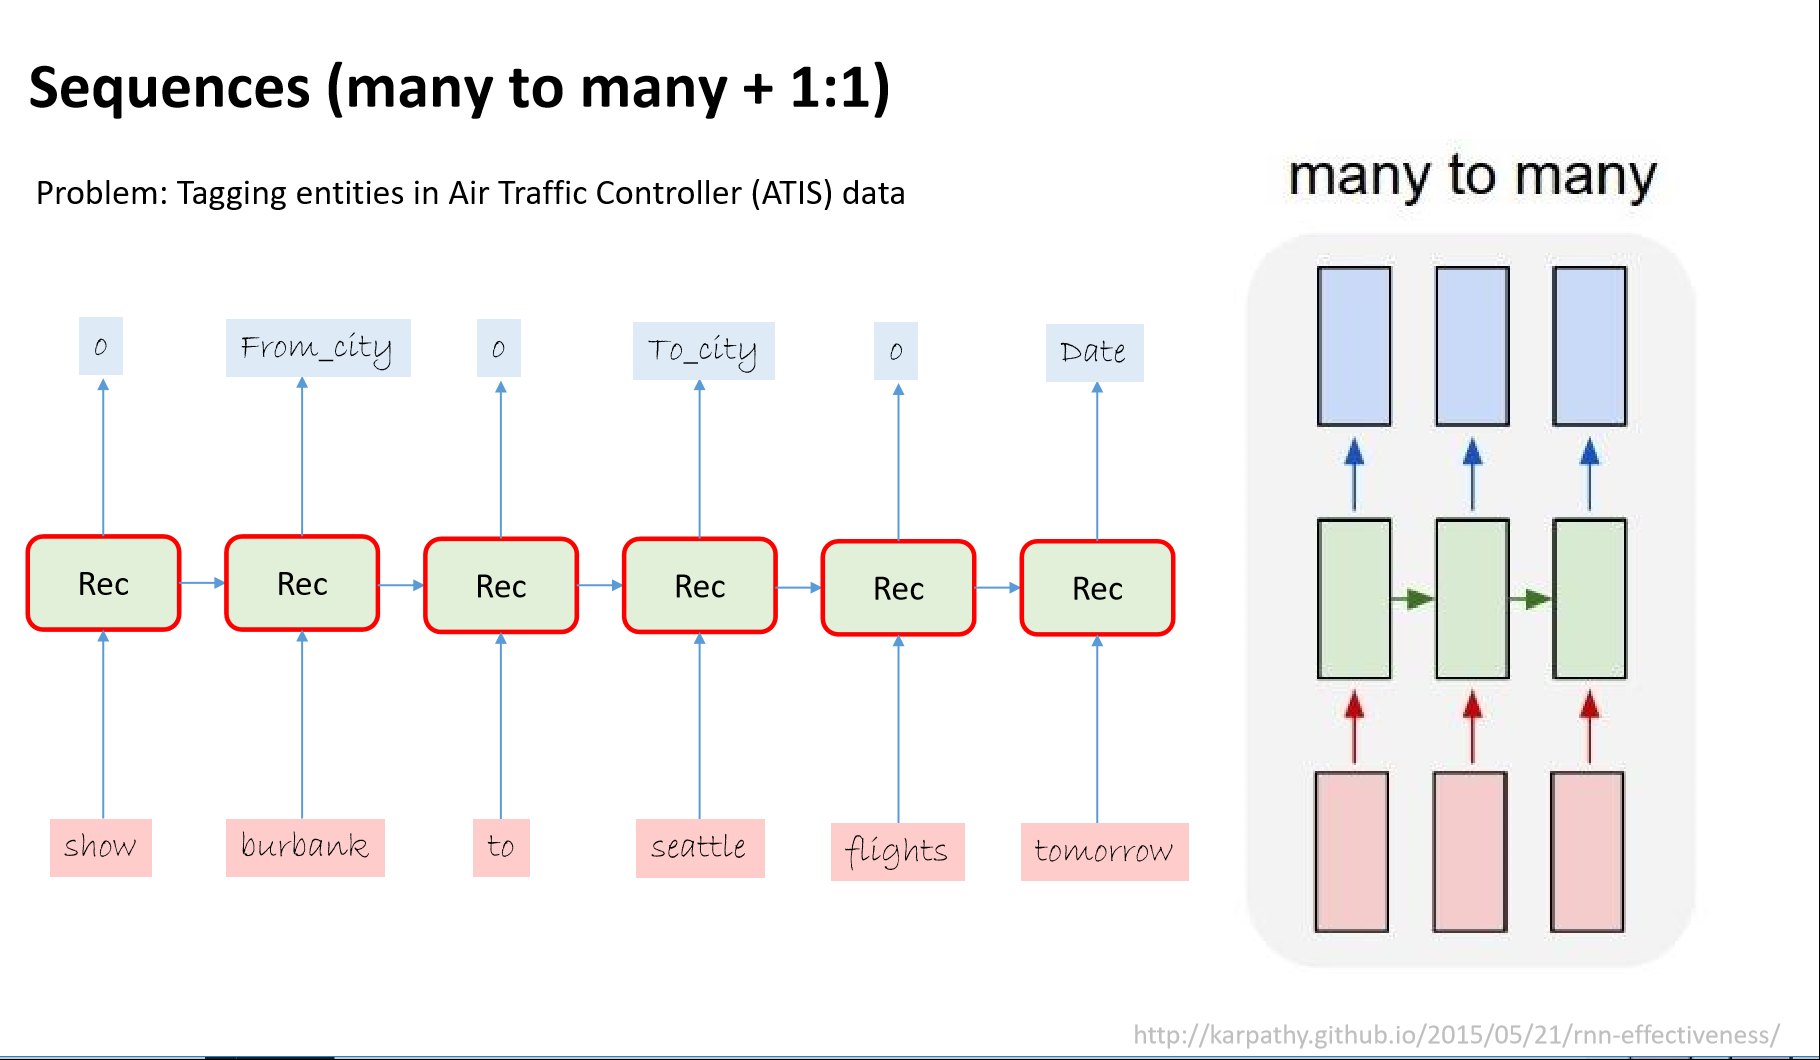 Sequences (many to many + 1:1)
Problem: Tagging entities in Air Traffic Controller (ATIS) data
many to many
o From_city o To_city o Date
Rec Rec Rec Rec Rec Rec
show burbank to seattle flights tomorrow
http://karpathy.github.io/2015/05/21/rnn-effectiveness/